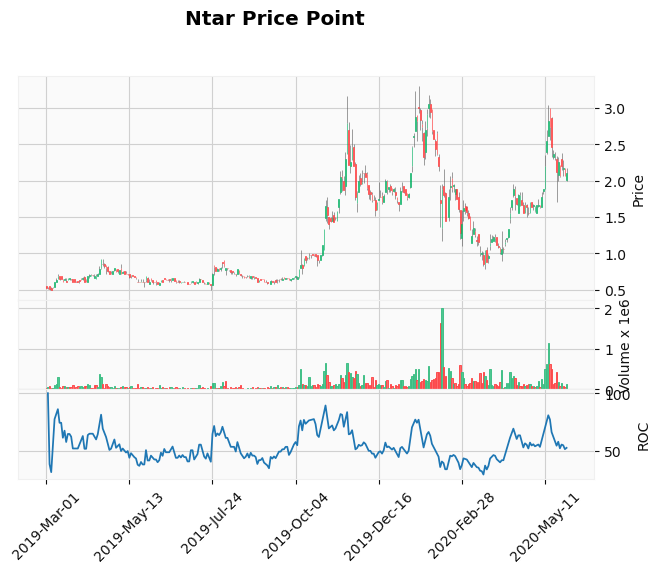 Ntar Price Point
3.0
2.5
2.0
1.5
1.0
0.5
Price
2
1
0.0
Volume x 1e6
100
50
ROC
2019-Mar-01
2019-May-13
2019-Jul-24
2019-Oct-04
2019-Dec-16
2020-Feb-28
2020-May-11